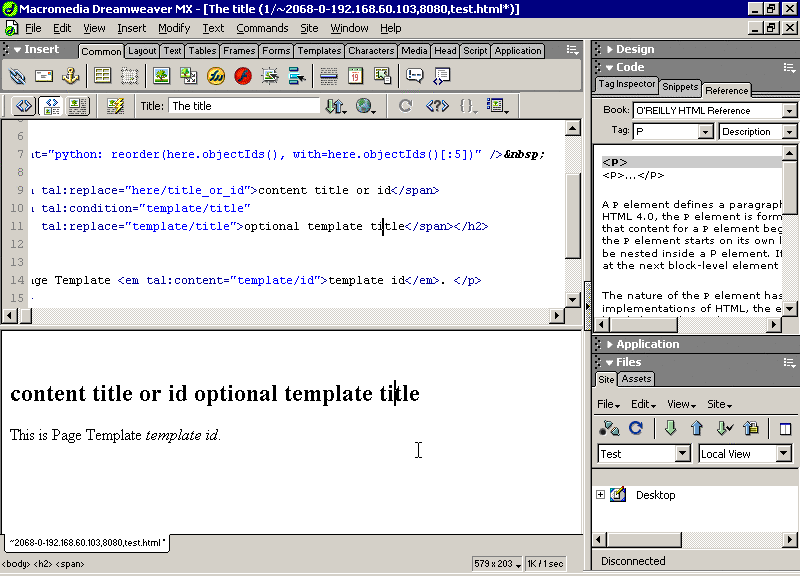 Macromedia Dreamweaver MX - [The title (1/~2068-0-192.168.60.103,8080,test.html*)]
File Edit View Insert Modify Text Commands Site Window Help
Insert Common Layout Text Tables Frames Forms Templates Characters Media Head Script Application
Title: The title
6
7 nt="python: reorder(here.objectIds(), with=here.objectIds()[:5])" />&nbsp;
8
9 tal:replace="here/title_or_id">content title or id</span>
10 tal:condition="template/title"
11 tal:replace="template/title">optional template title</span></h2>
12
13
14 ge Template <em tal:content="template/id">template id</em>. </p>
15
content title or id optional template title
This is Page Template template id.
~2068-0-192.168.60.103,8080,test.html*
<body> <h2> <span>
579 x 203 1K / 1 sec
Design
Code
Tag Inspector Snippets Reference
Book: O'REILLY HTML Reference
Tag: P Description
<P>
<P>...</P>
A P element defines a paragraph
HTML 4.0, the P element is form
that content for a P element beg
the P element starts on its own l
be nested inside a P element. If
at the next block-level element
The nature of the P element has
implementations of HTML, the e
Application
Files
Site Assets
File Edit View Site
Test Local View
Desktop
Disconnected